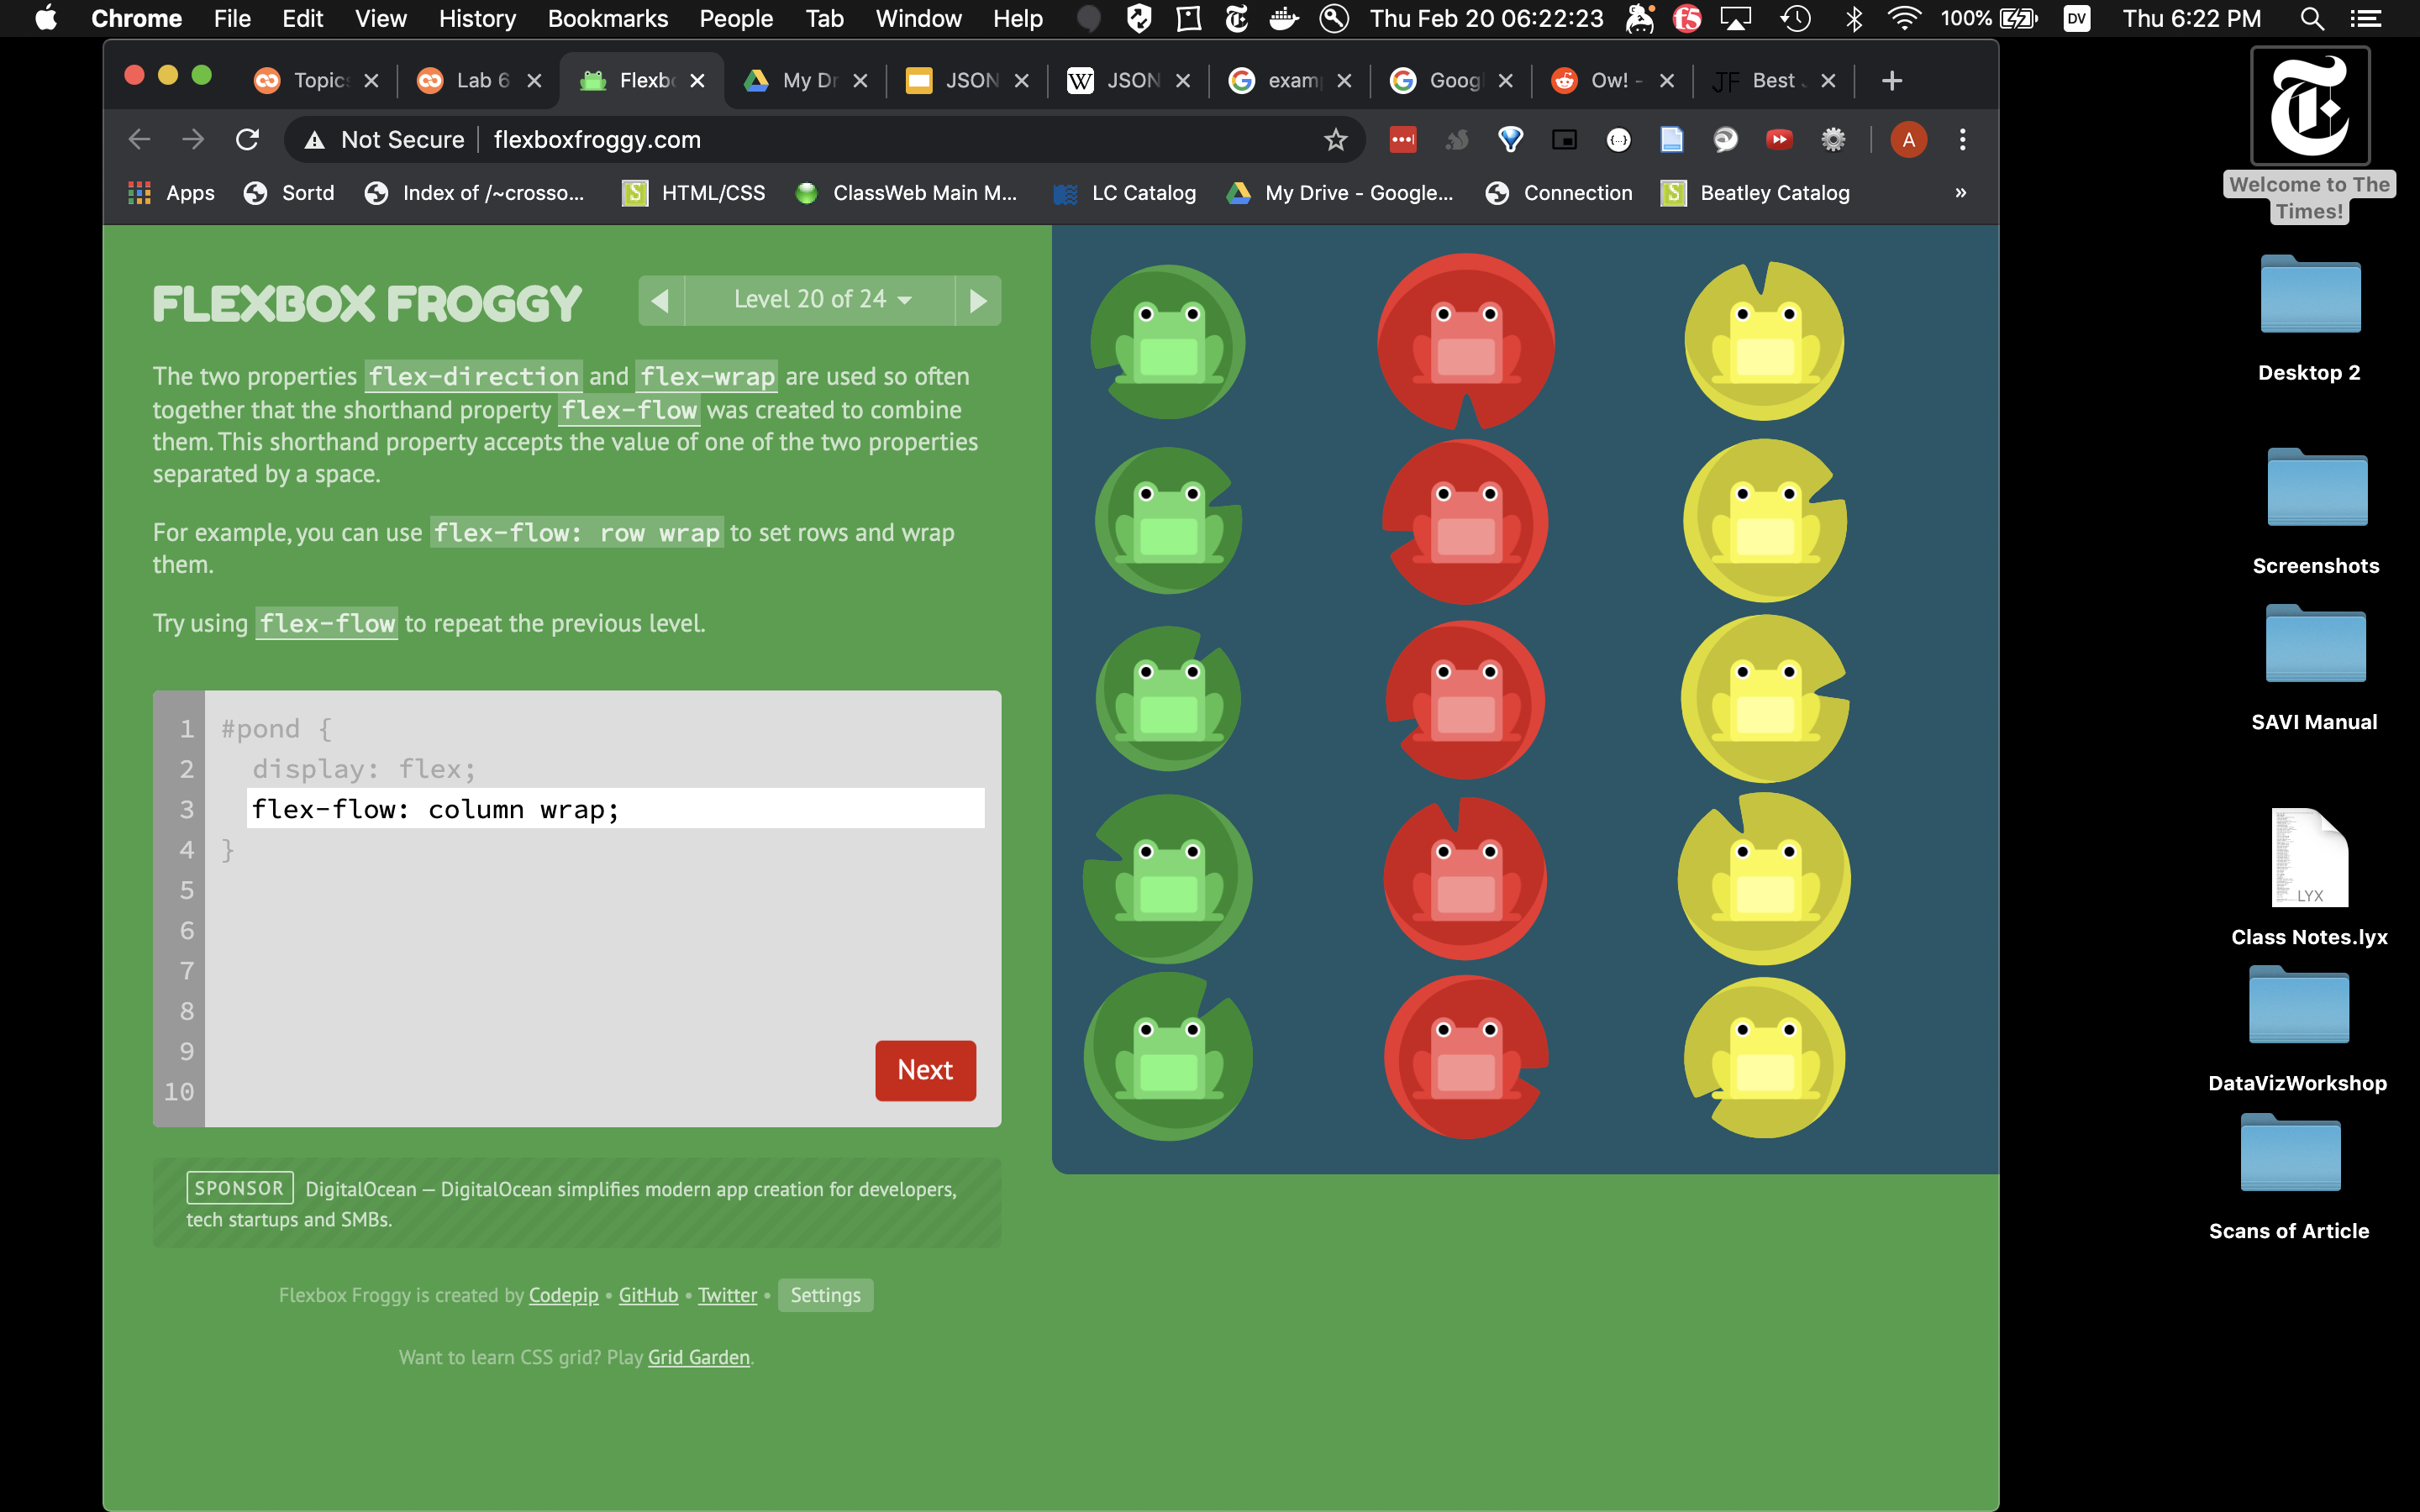 Chrome File Edit View History Bookmarks People Tab Window Help Thu Feb 20 06:22:23 f5 100% DV Thu 6:22 PM
Topic Lab 6 Flexb My Dr JSON W JSON exam Goog Ow! - JF Best
Not Secure flexboxfroggy.com A
Apps Sortd Index of /~crosso... S HTML/CSS ClassWeb Main M... LC Catalog My Drive - Google... Connection S Beatley Catalog »
FLEXBOX FROGGY
Level 20 of 24
The two properties flex-direction and flex-wrap are used so often
together that the shorthand property flex-flow was created to combine
them. This shorthand property accepts the value of one of the two properties
separated by a space.
For example, you can use flex-flow: row wrap to set rows and wrap
them.
Try using flex-flow to repeat the previous level.
1 #pond {
2 display: flex;
3 flex-flow: column wrap;
4 }
5
6
7
8
9
10
Next
SPONSOR DigitalOcean — DigitalOcean simplifies modern app creation for developers,
tech startups and SMBs.
Flexbox Froggy is created by Codepip • GitHub • Twitter • Settings
Want to learn CSS grid? Play Grid Garden.
Welcome to The
Times!
Desktop 2
Screenshots
SAVI Manual
LYX
Class Notes.lyx
DataVizWorkshop
Scans of Article